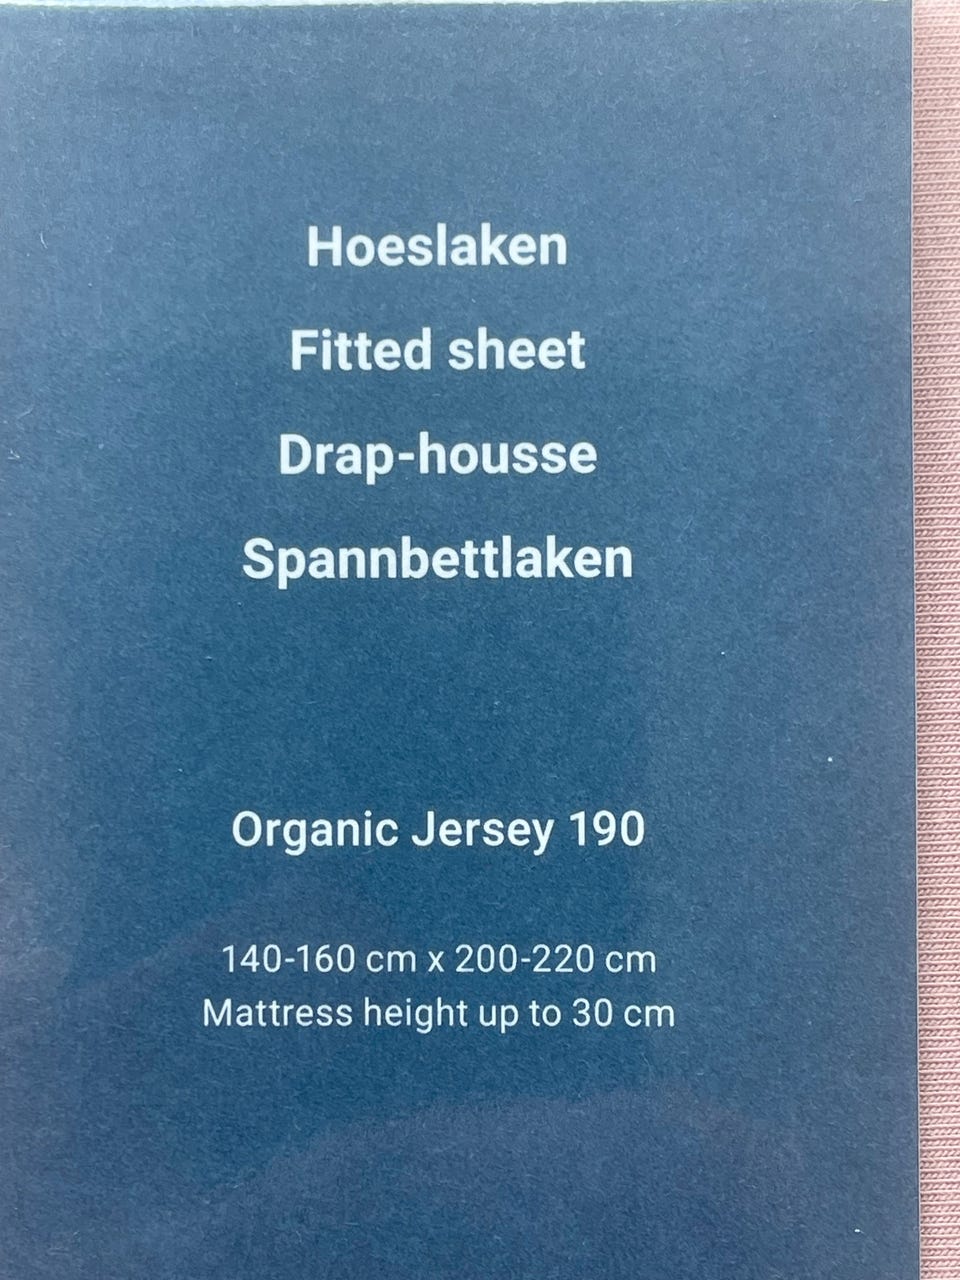 Hoeslaken
Fitted sheet
Drap-housse
Spannbettlaken
Organic Jersey 190
140-160 cm x 200-220 cm
Mattress height up to 30 cm